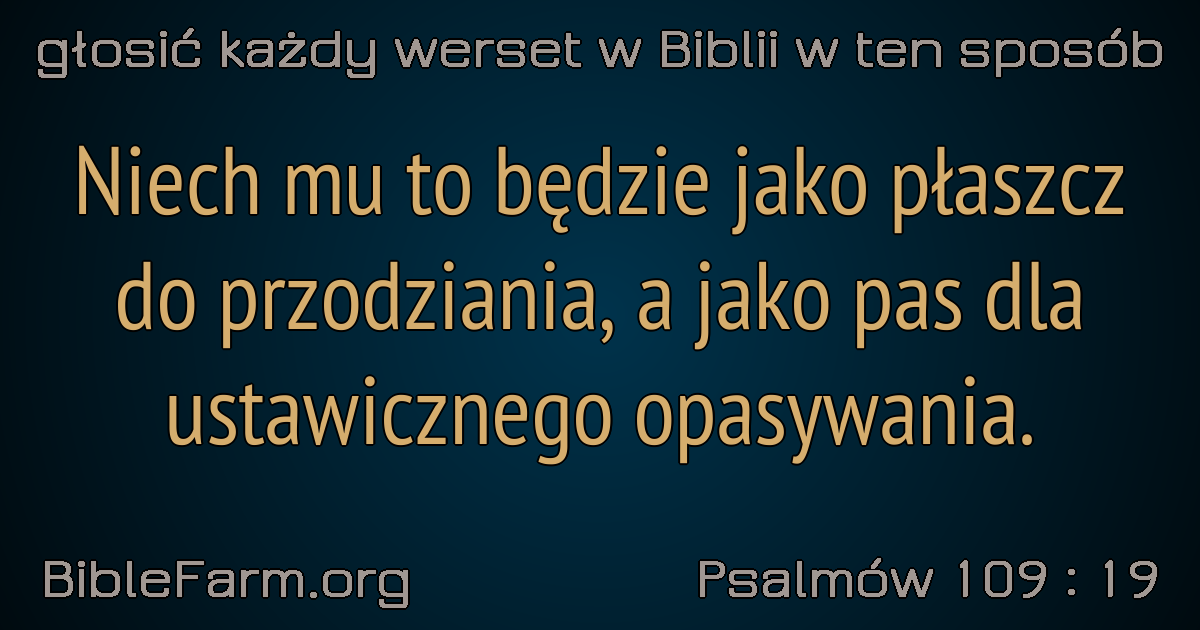 głosić każdy werset w Biblii w ten sposób
Niech mu to będzie jako płaszcz
do przodziania, a jako pas dla
ustawicznego opasywania.
BibleFarm.org
Psalmów 109 : 19